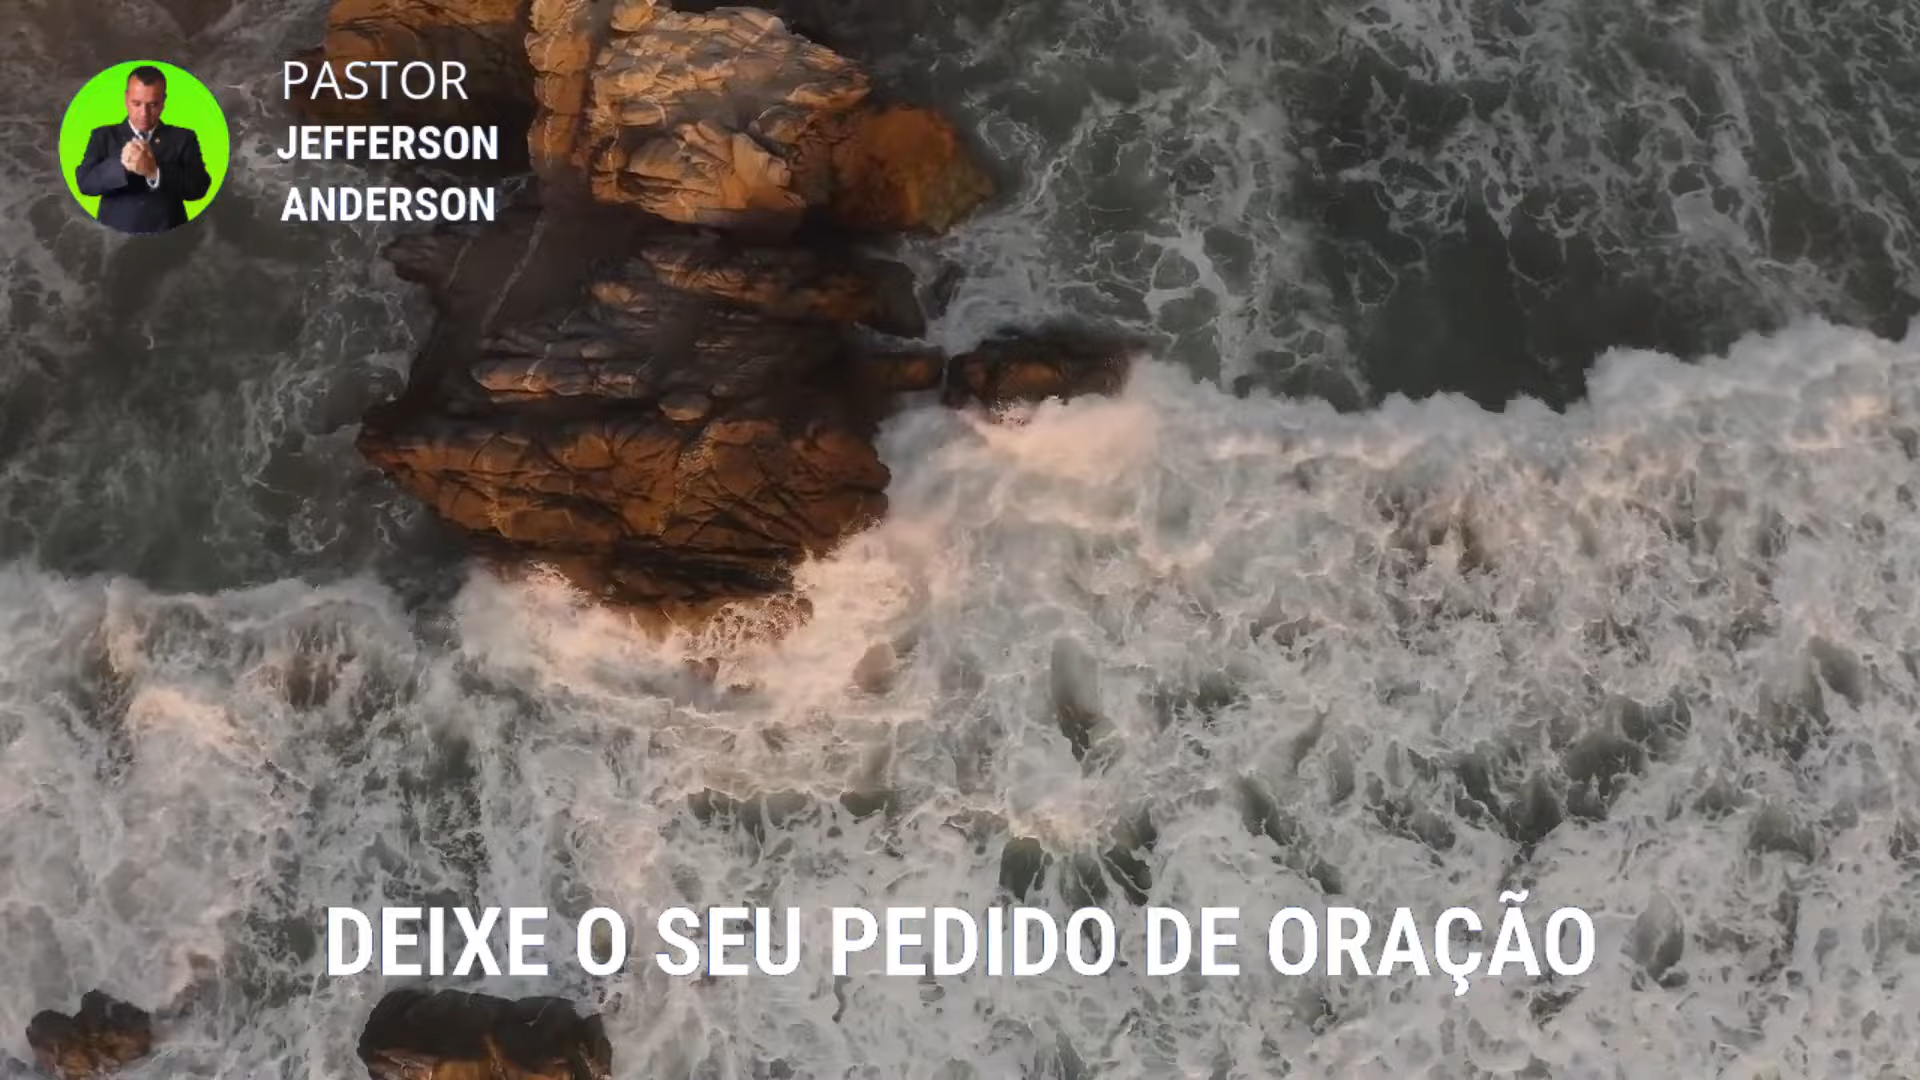 PASTOR
JEFFERSON
ANDERSON
DEIXE O SEU PEDIDO DE ORAÇÃO